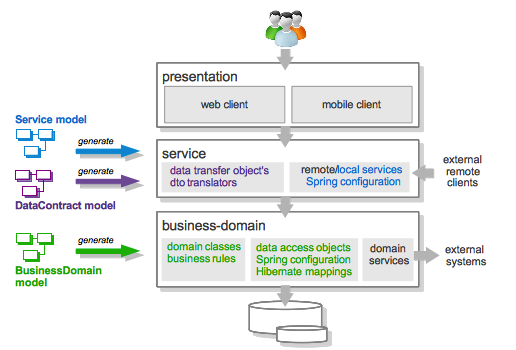 presentation
web client
mobile client
Service model
generate
service
data transfer object's
dto translators
remote/local services
Spring configuration
external
remote
clients
generate
DataContract model
business-domain
generate
domain classes
business rules
data access objects
Spring configuration
Hibernate mappings
domain
services
external
systems
BusinessDomain
model